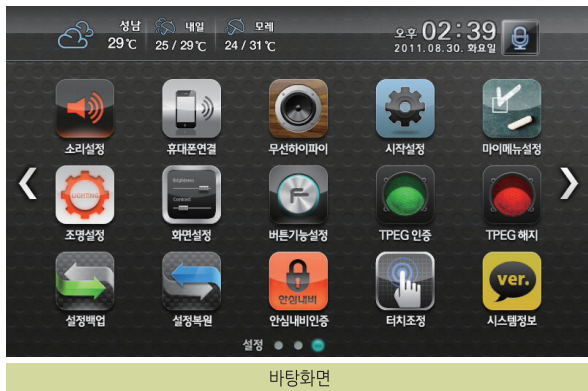 성남 내일 모레
29℃ 25 / 29℃ 24 / 31℃
오후 02:39
2011.08.30. 화요일
소리설정 휴대폰연결 무선하이파이 시작설정 마이메뉴설정
LIGHTING
Brightness
Contrast
조명설정 화면설정 버튼기능설정 TPEG 인증 TPEG 해지
안심내비
ver.
설정백업 설정복원 안심내비인증 터치조정 시스템정보
설정
바탕화면